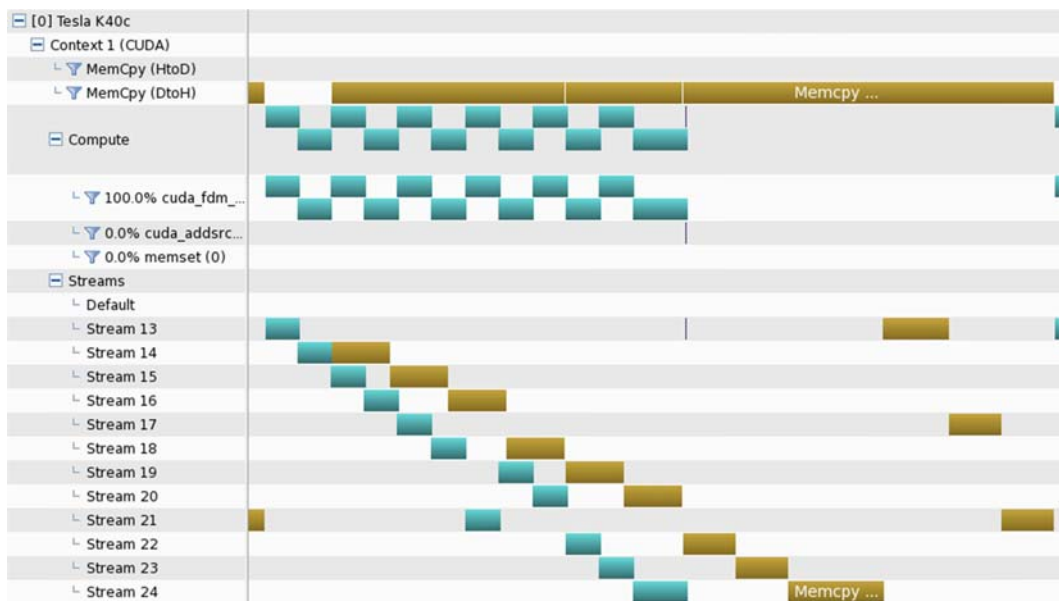 [0] Tesla K40c
Context 1 (CUDA)
MemCpy (HtoD)
MemCpy (DtoH)
Memcpy ...
Compute
100.0% cuda_fdm_...
0.0% cuda_addsrc...
0.0% memset (0)
Streams
Default
Stream 13
Stream 14
Stream 15
Stream 16
Stream 17
Stream 18
Stream 19
Stream 20
Stream 21
Stream 22
Stream 23
Stream 24
Memcpy ...